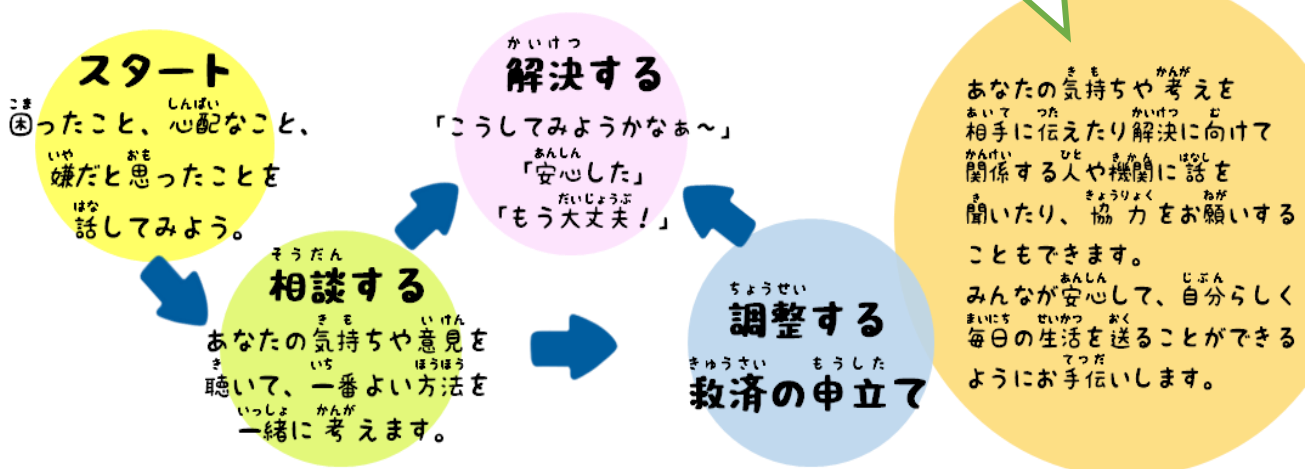 スタート
困ったこと、心配なこと、
嫌だと思ったことを
話してみよう。
相談する
あなたの気持ちや意見を
聴いて、一番よい方法を
一緒に考えます。
解決する
「こうしてみようかなぁ～」
「安心した」
「もう大丈夫！」
調整する
救済の申立て
あなたの気持ちや考えを
相手に伝えたり解決に向けて
関係する人や機関に話を
聞いたり、協力をお願いする
こともできます。
みんなが安心して、自分らしく
毎日の生活を送ることができる
ようにお手伝いします。